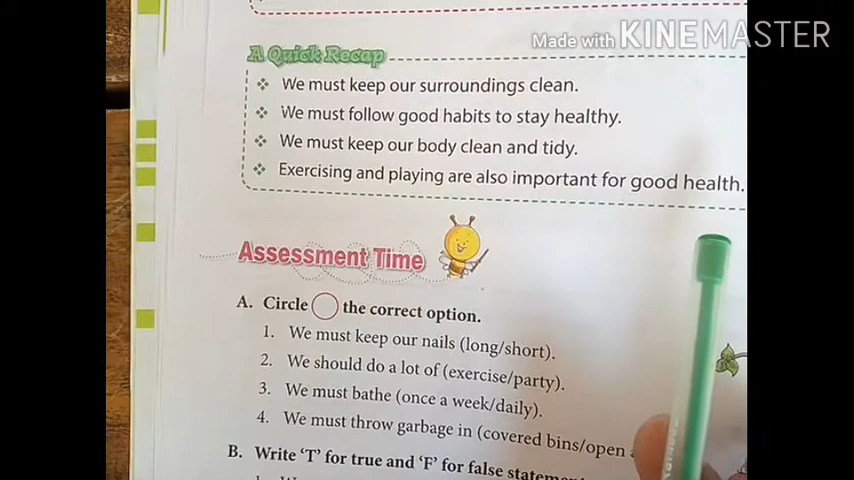 Made with KINEMASTER
A Quick Recap
❖ We must keep our surroundings clean.
❖ We must follow good habits to stay healthy.
❖ We must keep our body clean and tidy.
❖ Exercising and playing are also important for good health.
Assessment Time
A. Circle the correct option.
1. We must keep our nails (long/short).
2. We should do a lot of (exercise/party).
3. We must bathe (once a week/daily).
4. We must throw garbage in (covered bins/open
B. Write ‘T’ for true and ‘F’ for false